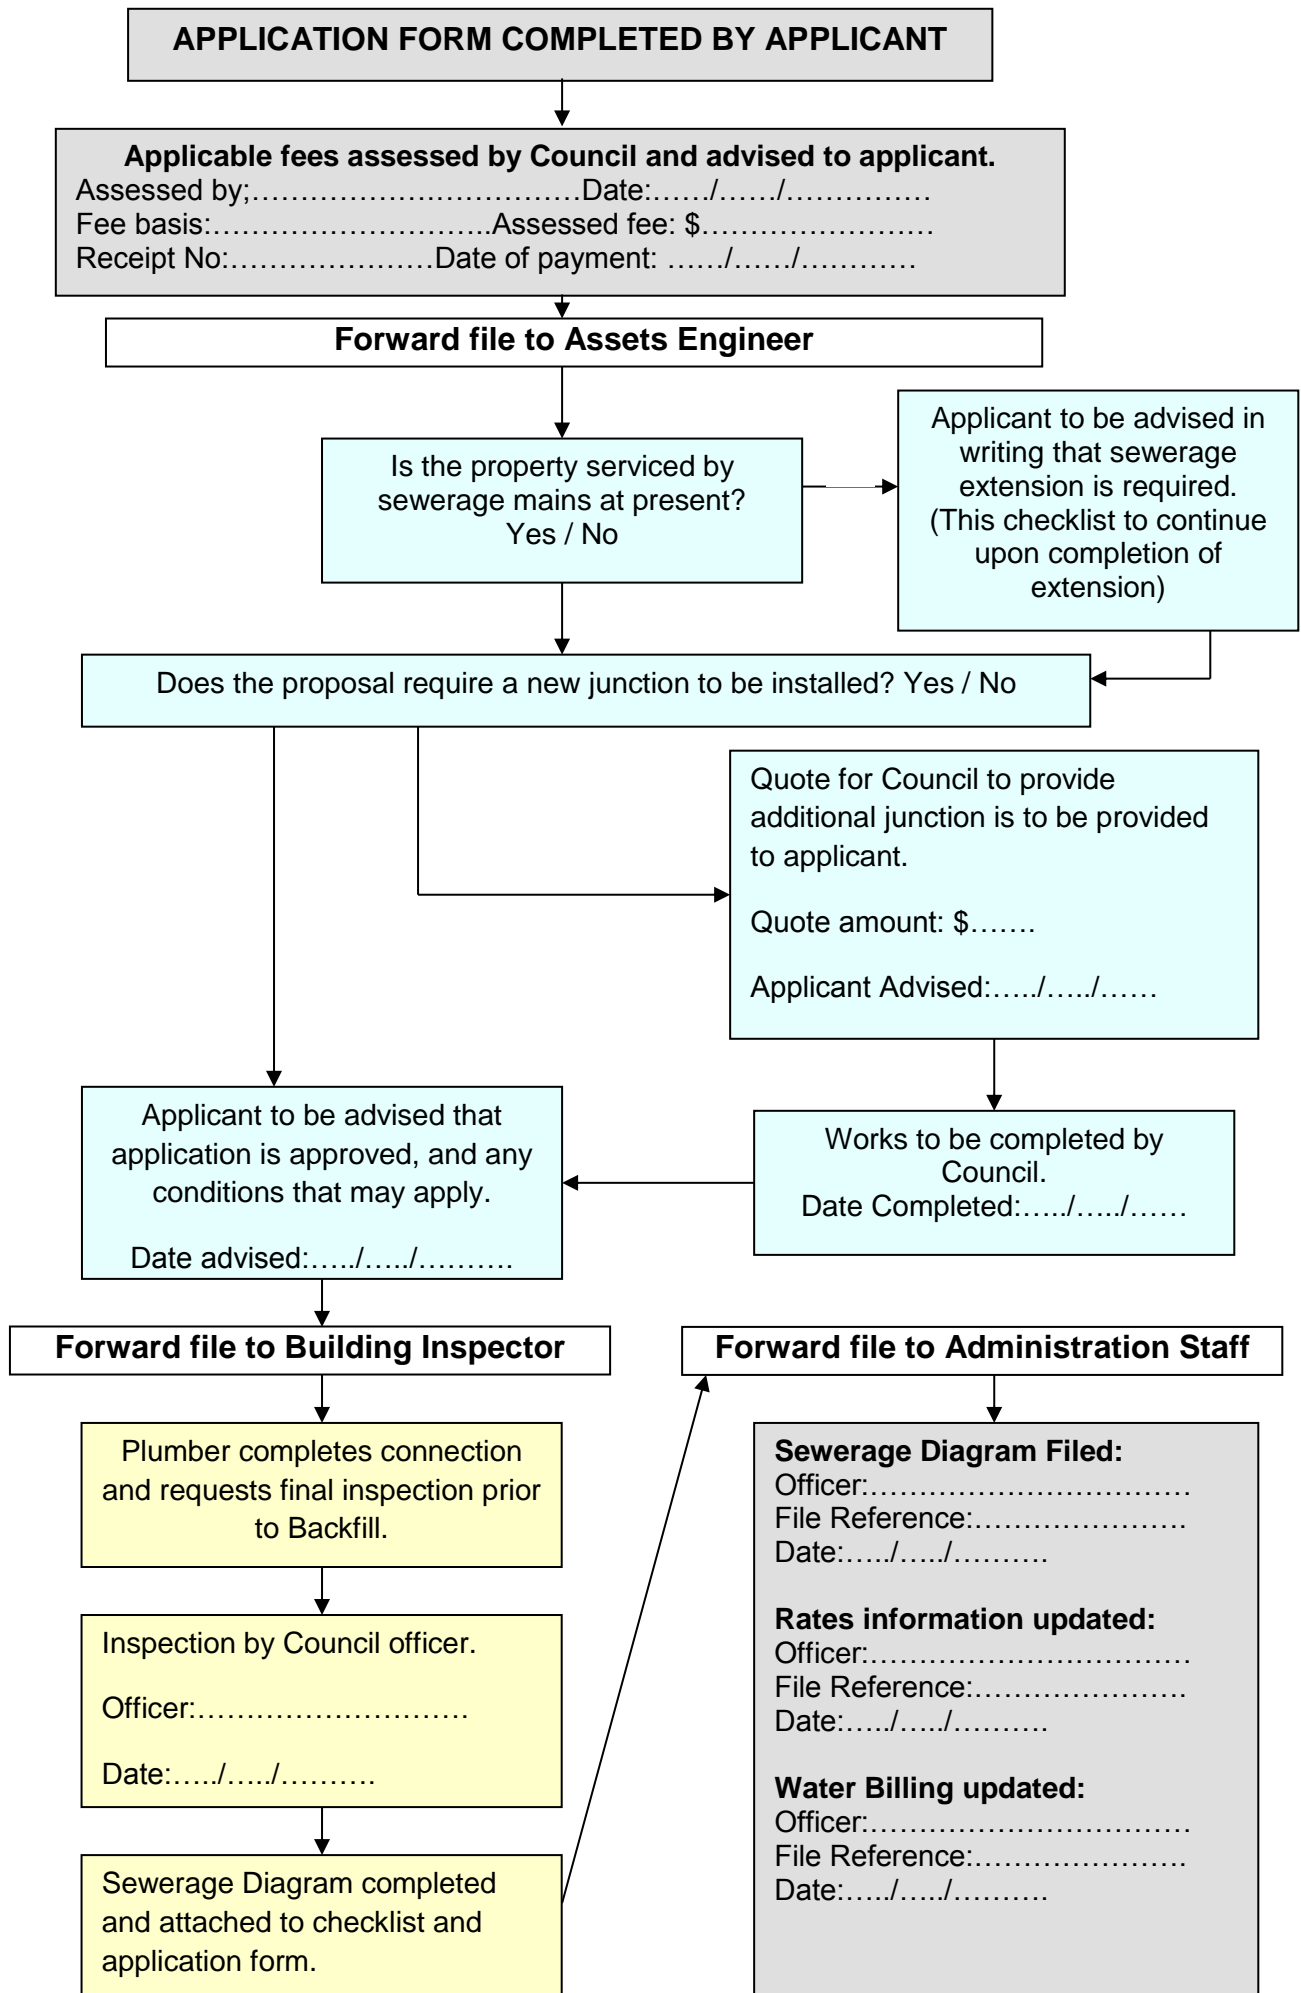 APPLICATION FORM COMPLETED BY APPLICANT
Applicable fees assessed by Council and advised to applicant.
Assessed by;……………………………Date:……/……/……………
Fee basis:………………………..Assessed fee: $……………………
Receipt No:…………………Date of payment: ……/……/…………
Forward file to Assets Engineer
Is the property serviced by
sewerage mains at present?
Yes / No
Applicant to be advised in
writing that sewerage
extension is required.
(This checklist to continue
upon completion of
extension)
Does the proposal require a new junction to be installed? Yes / No
Quote for Council to provide
additional junction is to be provided
to applicant.
Quote amount: $…….
Applicant Advised:…../…../……
Applicant to be advised that
application is approved, and any
conditions that may apply.
Date advised:…../…../……….
Works to be completed by
Council.
Date Completed:…../…../……
Forward file to Building Inspector
Plumber completes connection
and requests final inspection prior
to Backfill.
Inspection by Council officer.
Officer:……………………….
Date:…../…../……….
Sewerage Diagram completed
and attached to checklist and
application form.
Forward file to Administration Staff
Sewerage Diagram Filed:
Officer:……………………………
File Reference:………………….
Date:…../…../……….
Rates information updated:
Officer:……………………………
File Reference:………………….
Date:…../…../……….
Water Billing updated:
Officer:……………………………
File Reference:………………….
Date:…../…../……….